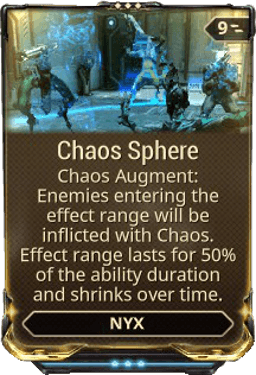 9
Chaos Sphere
Chaos Augment:
Enemies entering the
effect range will be
inflicted with Chaos.
Effect range lasts for 50%
of the ability duration
and shrinks over time.
NYX